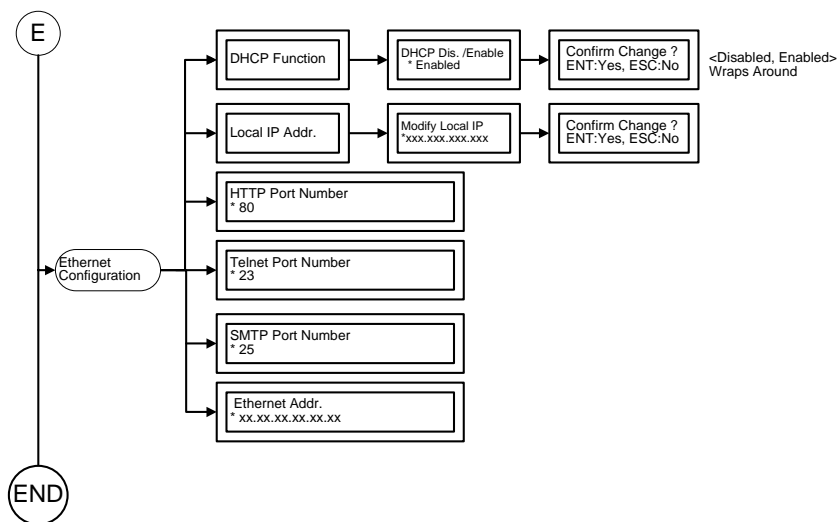 E
DHCP Function
DHCP Dis. /Enable
* Enabled
Confirm Change ?
ENT:Yes, ESC:No
<Disabled, Enabled>
Wraps Around
Local IP Addr.
Modify Local IP
*xxx.xxx.xxx.xxx
Confirm Change ?
ENT:Yes, ESC:No
HTTP Port Number
* 80
Ethernet
Configuration
Telnet Port Number
* 23
SMTP Port Number
* 25
Ethernet Addr.
* xx.xx.xx.xx.xx.xx
END